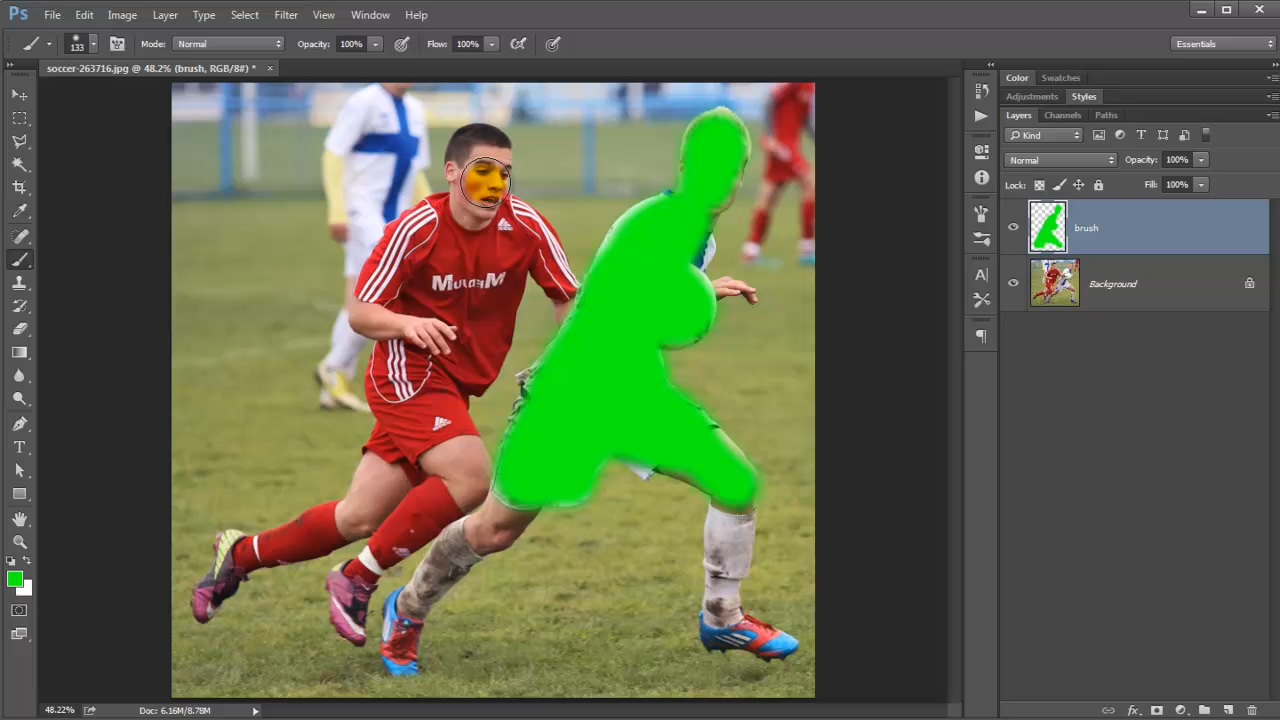 Ps File Edit Image Layer Select Type Filter View Window Help
133 Mode: Normal Opacity: 100% Flow: 100% Essentials
soccer-263716.jpg @ 48.2% (brush, RGB/8#) * ×
Color Swatches
Adjustments Styles
Layers Channels Paths
Kind
Normal Opacity: 100%
Lock: Fill: 100%
brush
Background
48.22% Doc: 6.16M/8.78M